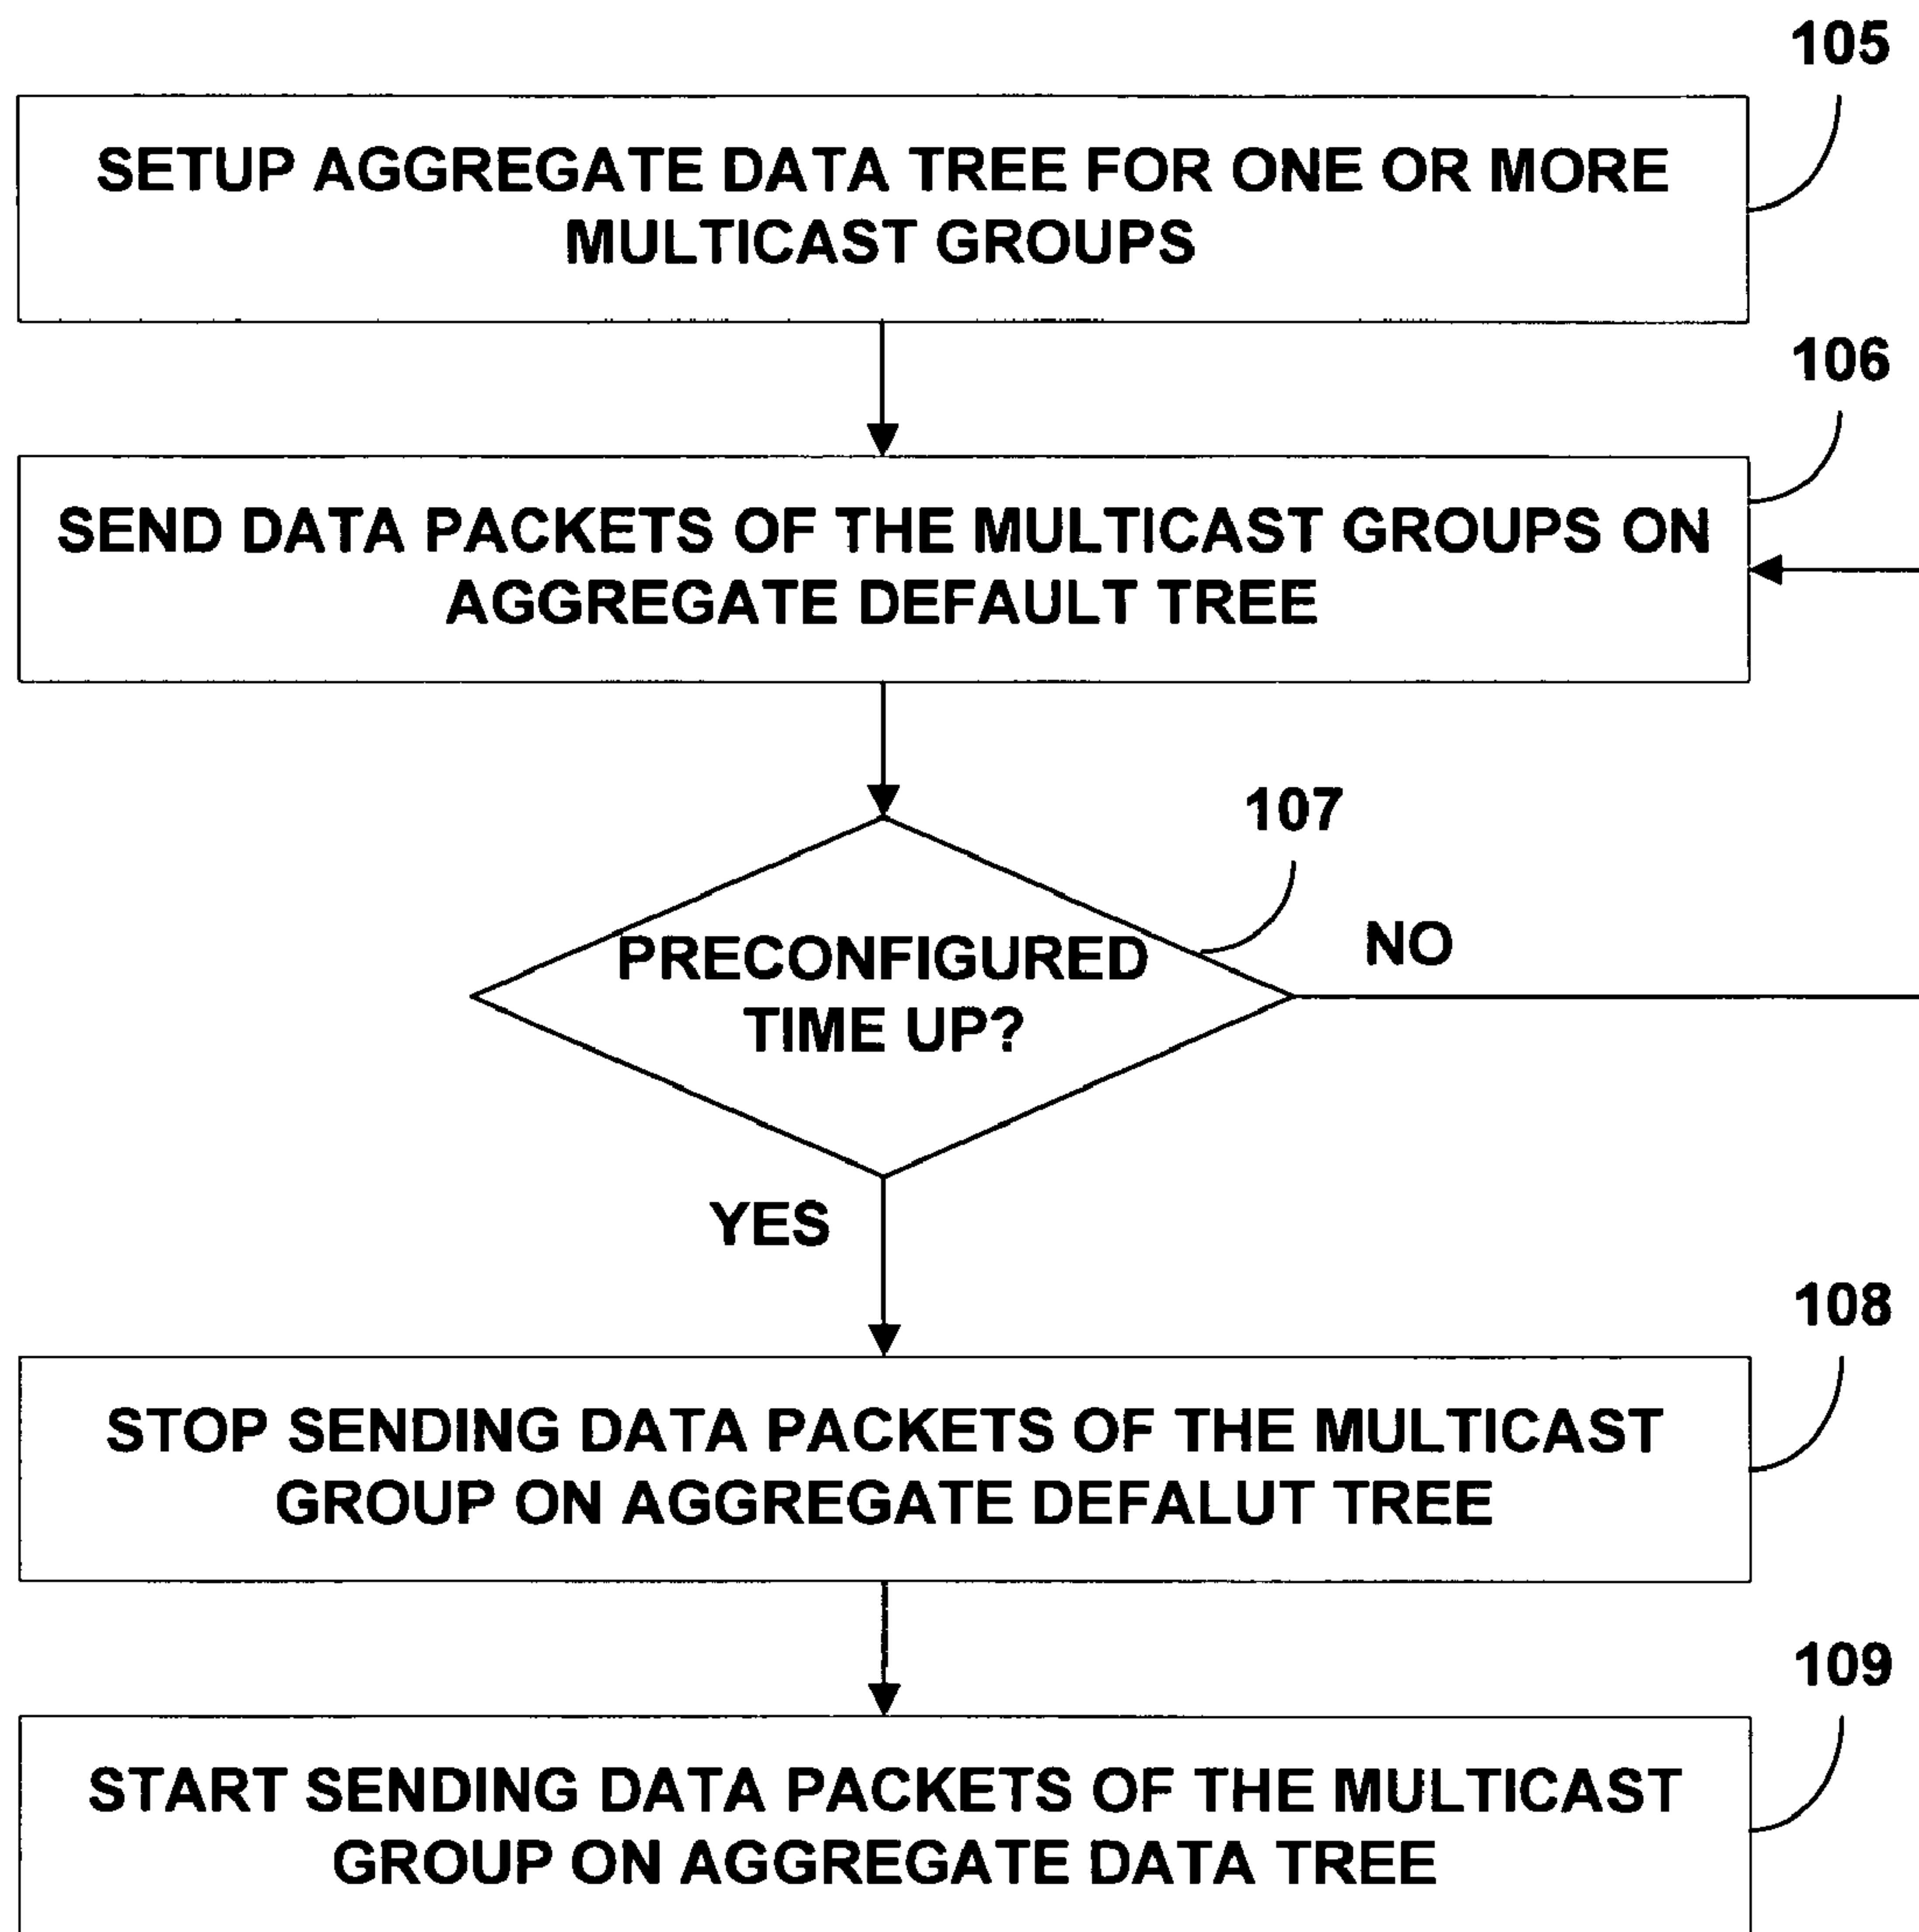 105
SETUP AGGREGATE DATA TREE FOR ONE OR MORE
MULTICAST GROUPS
106
SEND DATA PACKETS OF THE MULTICAST GROUPS ON
AGGREGATE DEFAULT TREE
107
PRECONFIGURED
TIME UP?
NO
YES
108
STOP SENDING DATA PACKETS OF THE MULTICAST
GROUP ON AGGREGATE DEFALUT TREE
109
START SENDING DATA PACKETS OF THE MULTICAST
GROUP ON AGGREGATE DATA TREE